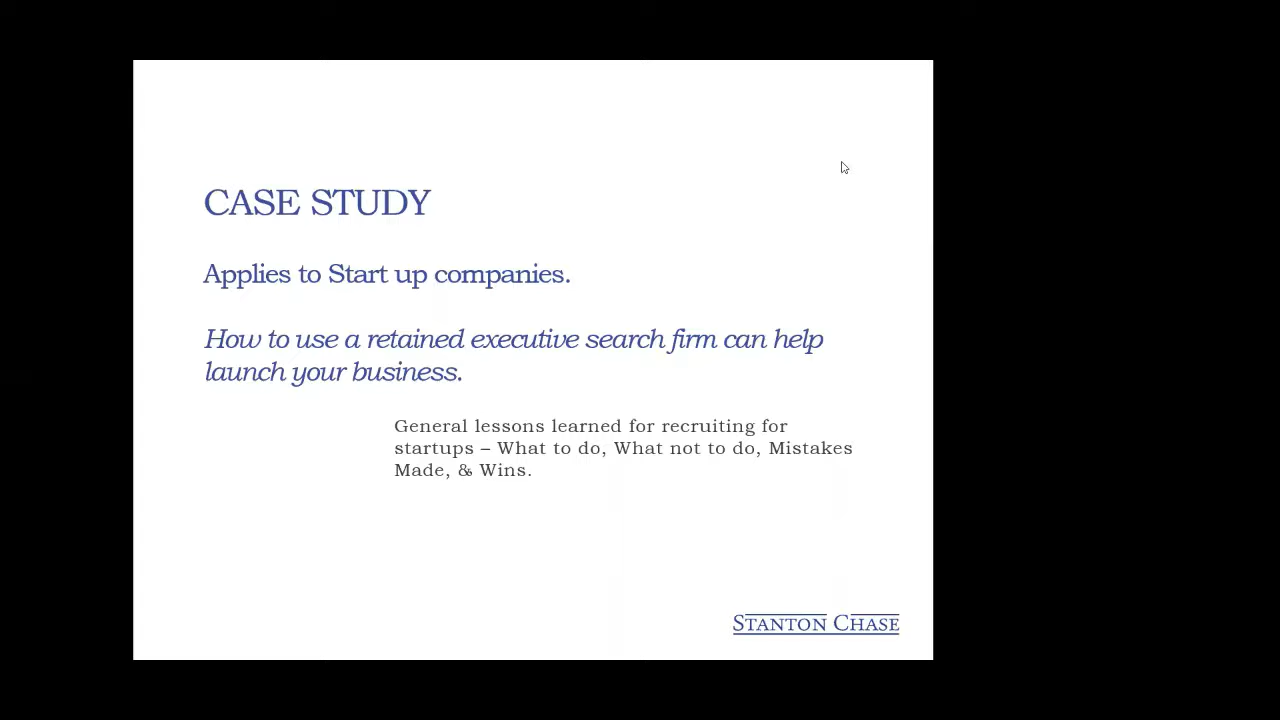 CASE STUDY
Applies to Start up companies.
How to use a retained executive search firm can help
launch your business.
General lessons learned for recruiting for
startups – What to do, What not to do, Mistakes
Made, & Wins.
STANTON CHASE